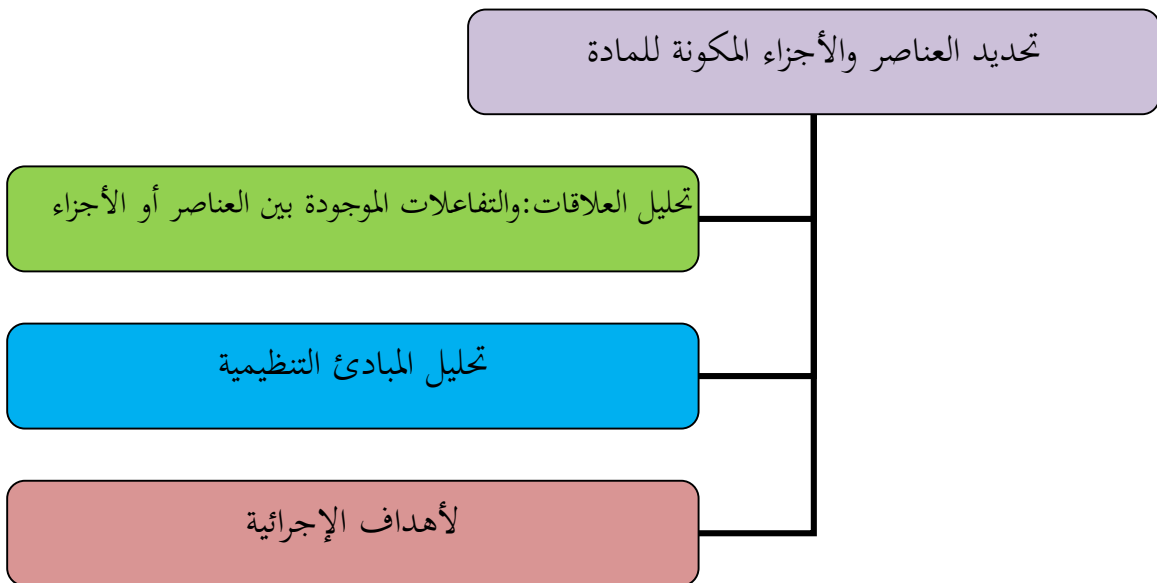 تحديد العناصر والأجزاء المكونة للمادة
تحليل العلاقات:والتفاعلات الموجودة بين العناصر أو الأجزاء
تحليل المبادئ التنظيمية
لأهداف الإجرائية